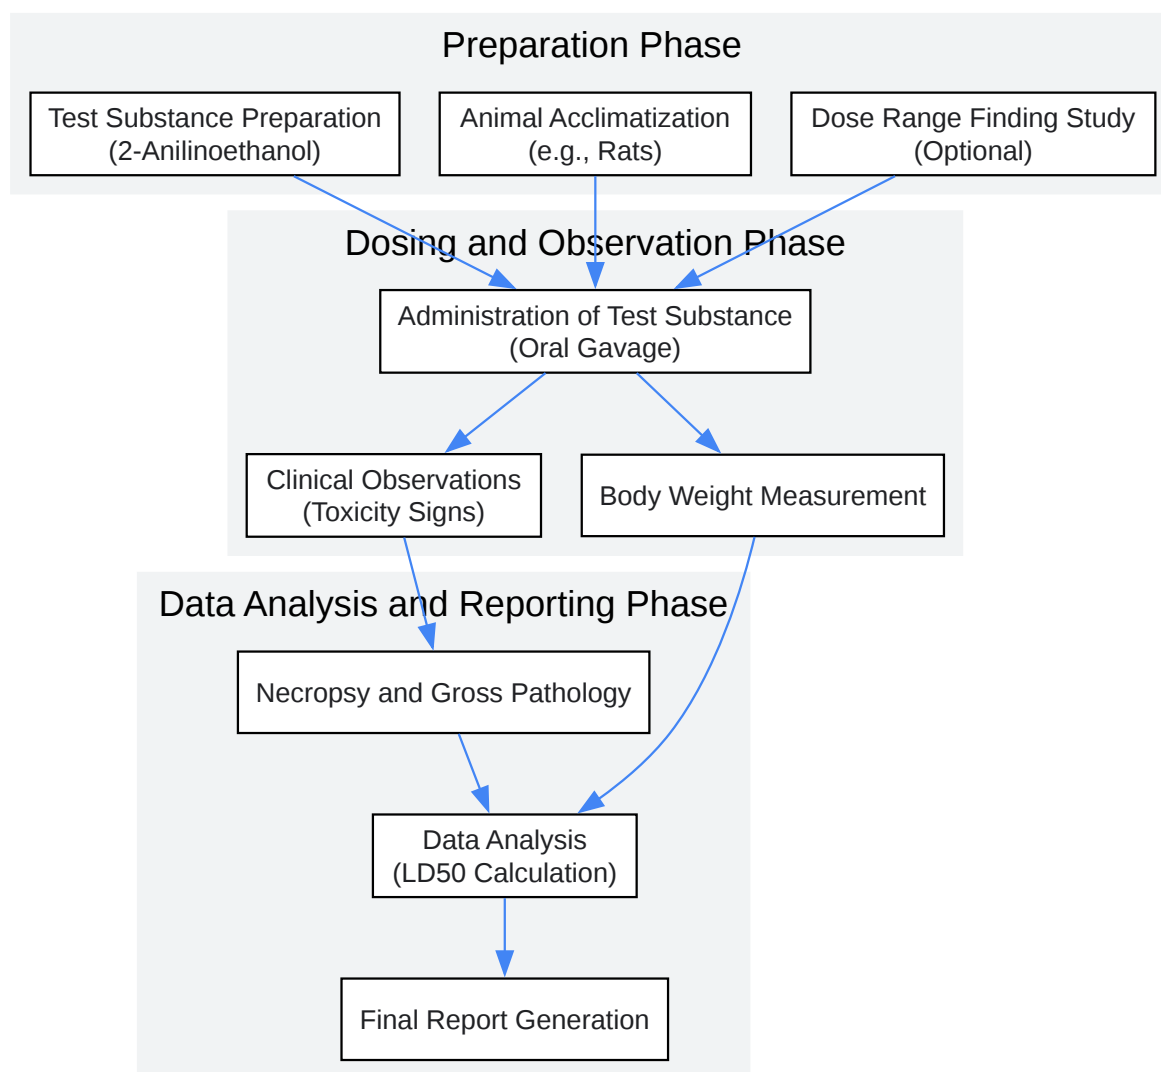 Preparation Phase
Test Substance Preparation
(2-Anilinoethanol)
Animal Acclimatization
(e.g., Rats)
Dose Range Finding Study
(Optional)
Dosing and Observation Phase
Administration of Test Substance
(Oral Gavage)
Clinical Observations
(Toxicity Signs)
Body Weight Measurement
Data Analysis and Reporting Phase
Necropsy and Gross Pathology
Data Analysis
(LD50 Calculation)
Final Report Generation